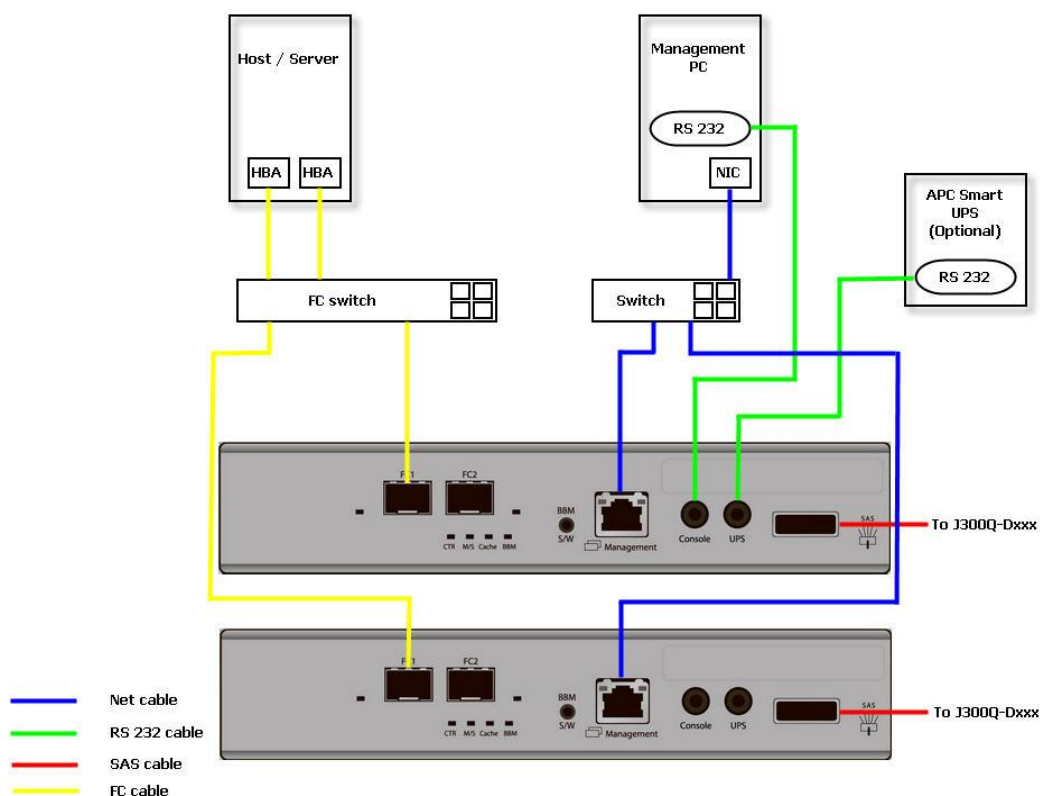 Host / Server
HBA
HBA
Management
PC
RS 232
NIC
APC Smart
UPS
(Optional)
RS 232
FC switch
Switch
FC1
FC2
CTR M/S Cache BBM
BBM
S/W
Management
Console
UPS
SAS
To J300Q-Dxxx
FC1
FC2
CTR M/S Cache BBM
BBM
S/W
Management
Console
UPS
SAS
To J300Q-Dxxx
Net cable
RS 232 cable
SAS cable
FC cable